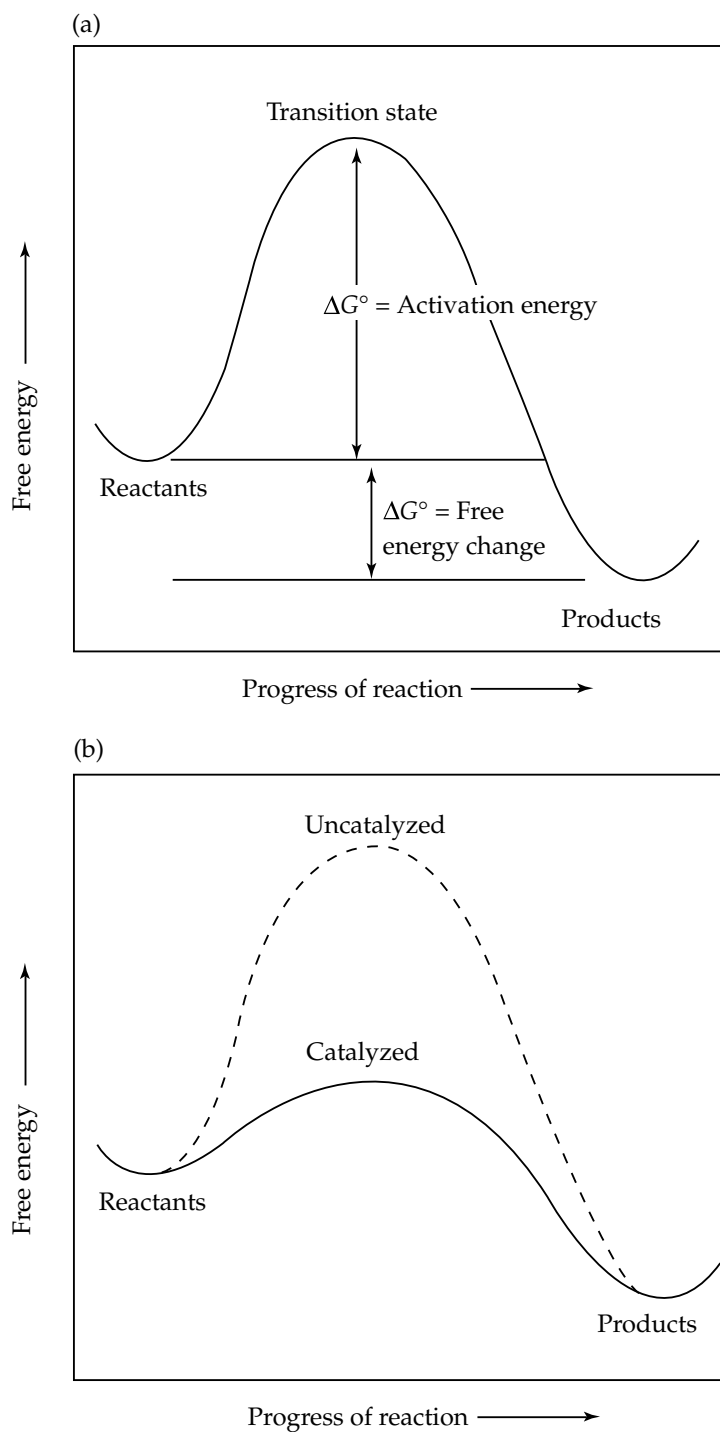 (a)
Transition state
ΔG° = Activation energy
Reactants
ΔG° = Free
energy change
Products
Free energy
Progress of reaction
(b)
Uncatalyzed
Catalyzed
Reactants
Products
Free energy
Progress of reaction